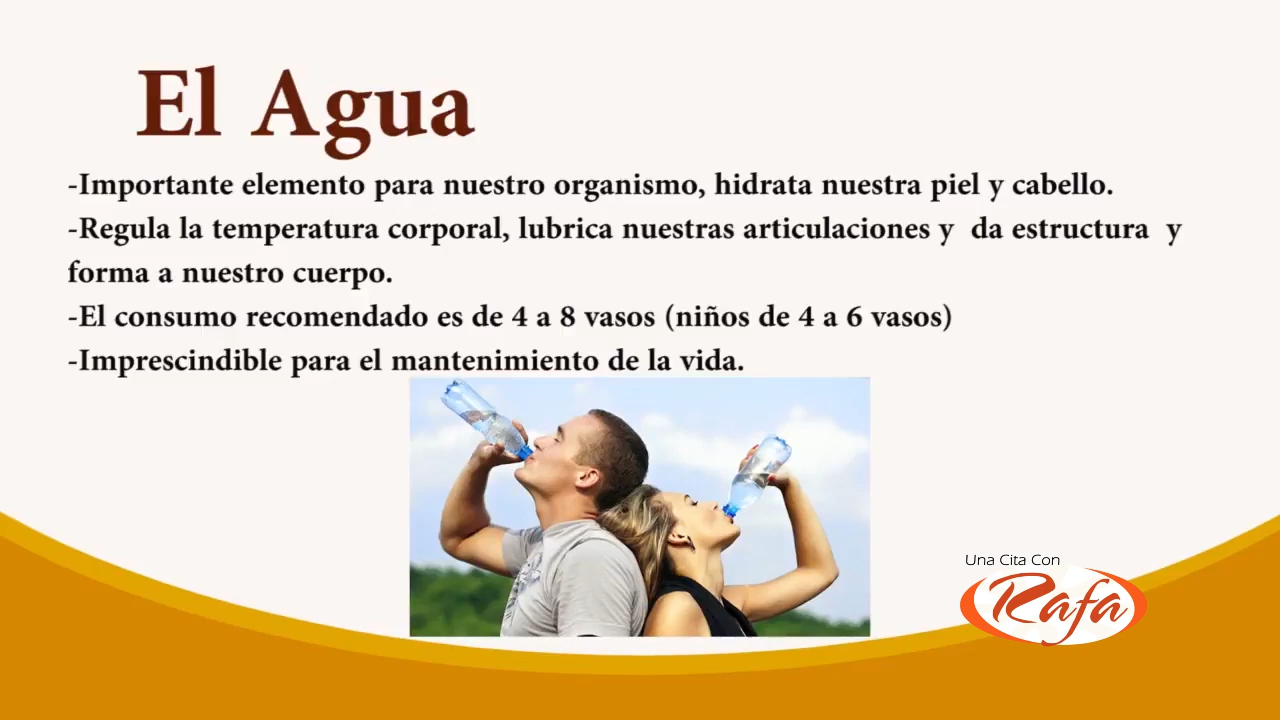 El Agua
-Importante elemento para nuestro organismo, hidrata nuestra piel y cabello.
-Regula la temperatura corporal, lubrica nuestras articulaciones y  da estructura  y
forma a nuestro cuerpo.
-El consumo recomendado es de 4 a 8 vasos (niños de 4 a 6 vasos)
-Imprescindible para el mantenimiento de la vida.
Una Cita Con
Rafa